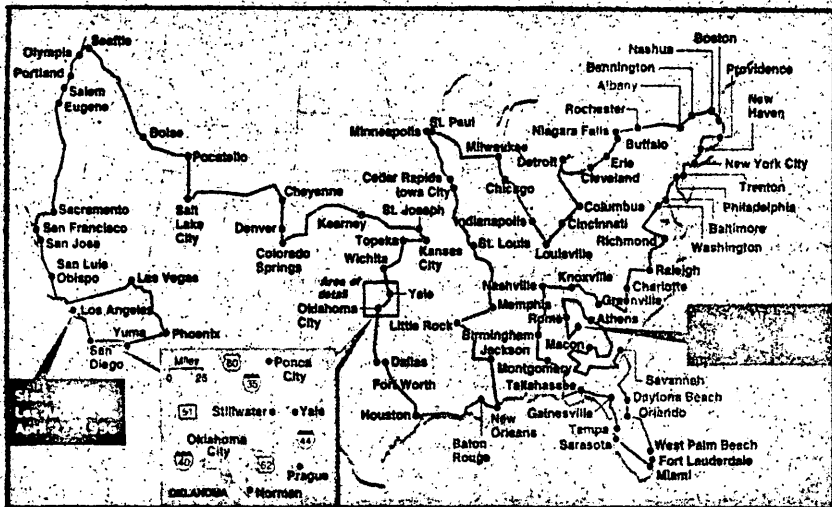 Olympia
Seattle
Portland
Salem
Eugene
Boise
Pocatello
Salt
Lake
City
Sacramento
San Francisco
San Jose
San Luis
Obispo
Las Vegas
Los Angeles
Yuma
San
Diego
Phoenix
Cheyenne
Denver
Colorado
Springs
Kearney
St. Joseph
Topeka
Kansas
City
Wichita
Area of
detail
Yale
Oklahoma
City
Dallas
Fort Worth
Houston
Minneapolis
St. Paul
Milwaukee
Chicago
Cedar Rapids
Iowa City
Indianapolis
St. Louis
Detroit
Niagara Falls
Rochester
Buffalo
Erie
Cleveland
Columbus
Cincinnati
Louisville
Albany
Bennington
Nashua
Boston
Providence
New
Haven
New York City
Trenton
Philadelphia
Baltimore
Washington
Richmond
Raleigh
Charlotte
Greenville
Nashville
Knoxville
Memphis
Little Rock
Rome
Athens
Birmingham
Macon
Jackson
Montgomery
Tallahassee
Savannah
Daytona Beach
Orlando
Gainesville
Tampa
Sarasota
West Palm Beach
Fort Lauderdale
Miami
Baton
Rouge
New
Orleans
Miles
0 25
60
35
Ponca
City
51
Stillwater
Yale
Oklahoma
City
44
40
62
Prague
OKLAHOMA
Norman